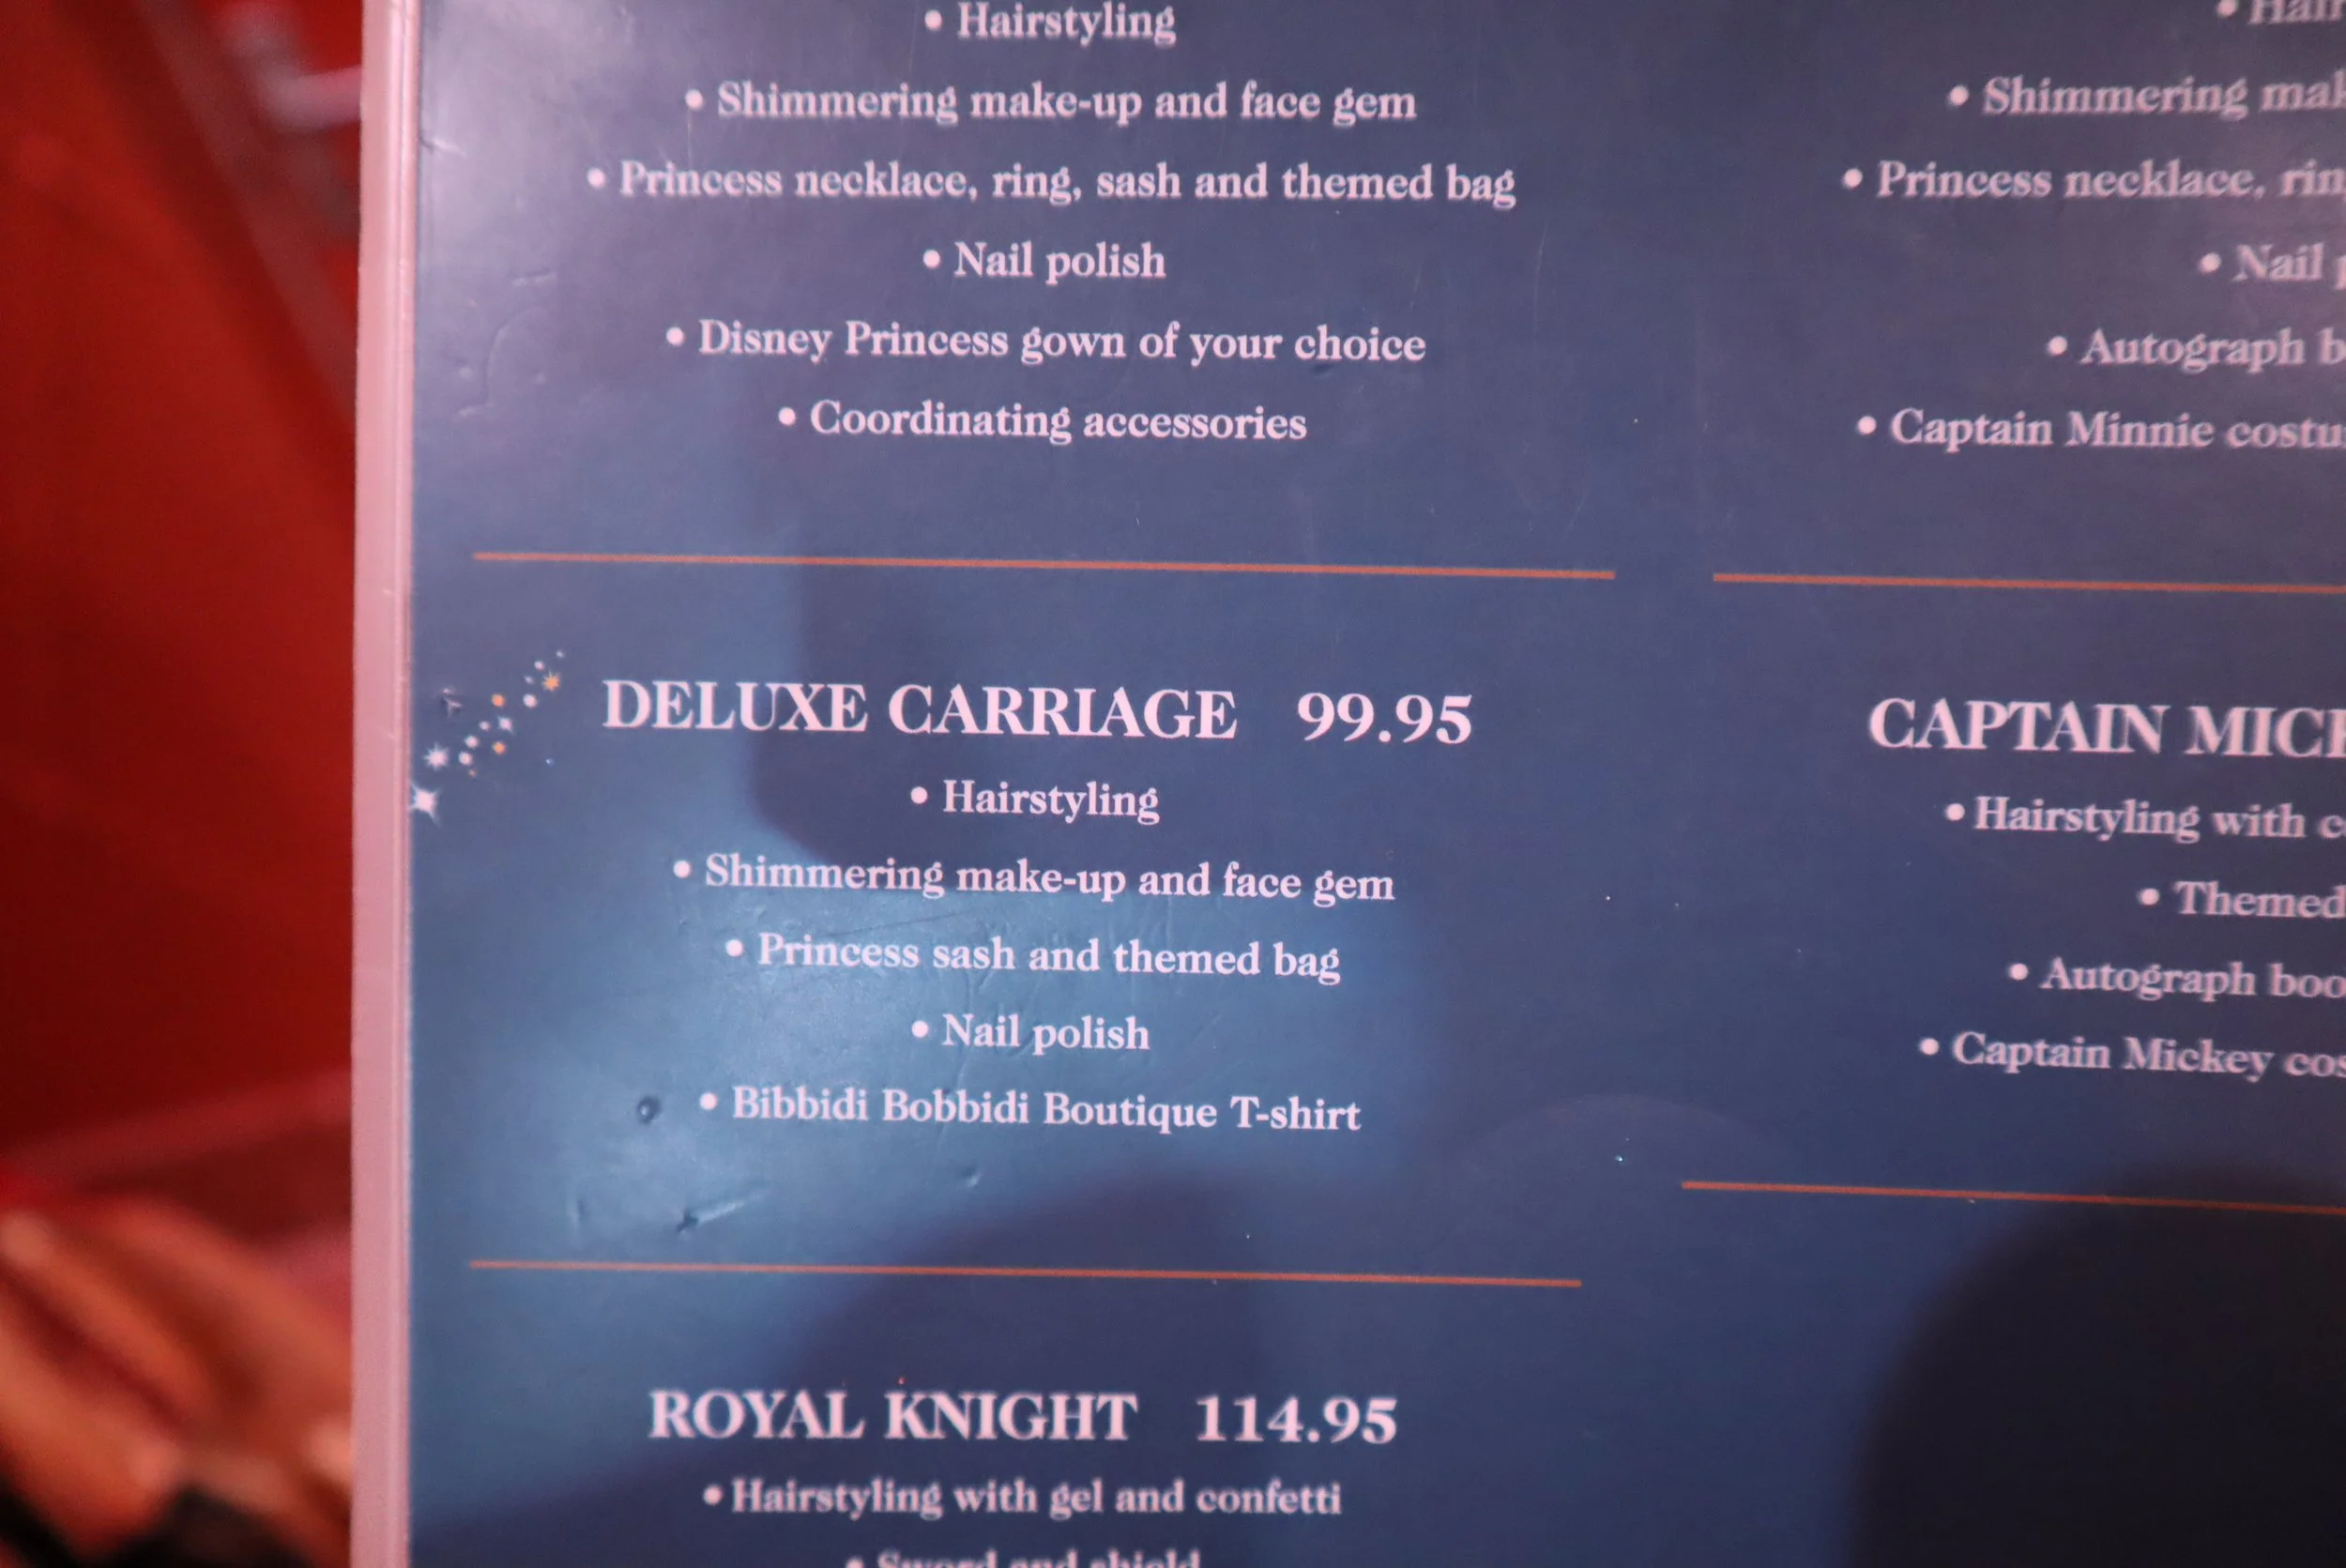 • Hairstyling
• Shimmering make-up and face gem
• Princess necklace, ring, sash and themed bag
• Nail polish
• Disney Princess gown of your choice
• Coordinating accessories
DELUXE CARRIAGE 99.95
• Hairstyling
• Shimmering make-up and face gem
• Princess sash and themed bag
• Nail polish
• Bibbidi Bobbidi Boutique T-shirt
ROYAL KNIGHT 114.95
• Hairstyling with gel and confetti
• Sword and shield
• Shimmering
• Princess necklace,
• Nail
• Autograph
• Captain Minnie
CAPTAIN
• Hairstyling with
• Themed
• Autograph
• Captain Mickey